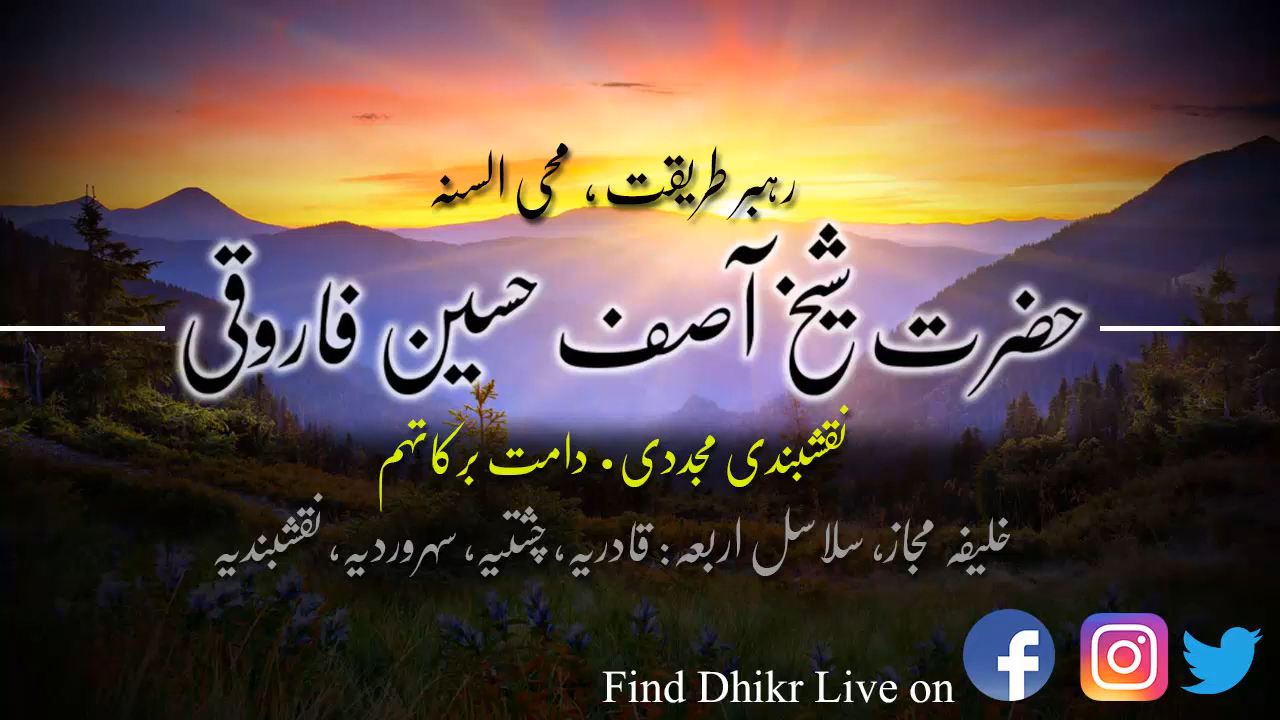 رہبر طریقت، محی السنہ
حضرت شیخ آصف حسین فاروقی
نقشبندی مجددی۔ دامت برکاتہم
خلیفہ مجاز، سلاسل اربعہ: قادریہ، چشتیہ، سہروردیہ، نقشبندیہ
Find Dhikr Live on